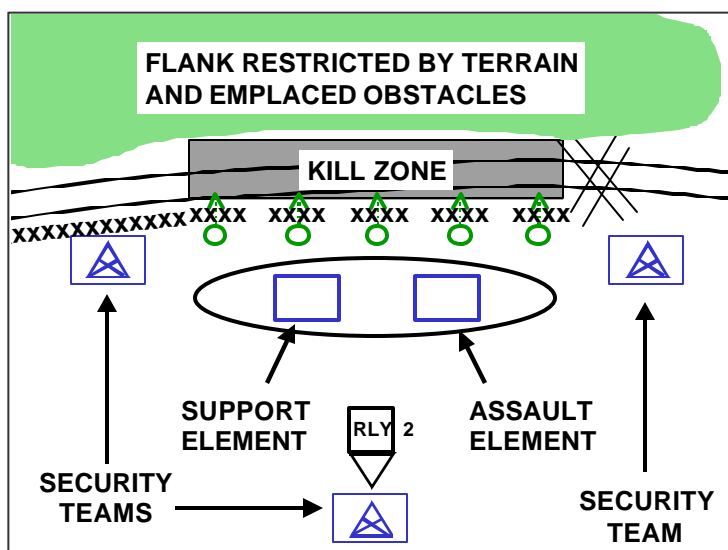 FLANK RESTRICTED BY TERRAIN
AND EMPLACED OBSTACLES
KILL ZONE
xxxx xxxx xxxx xxxx xxxx
xxxxxxxxxxxx
SUPPORT
ELEMENT
ASSAULT
ELEMENT
RLY 2
SECURITY
TEAMS
SECURITY
TEAM